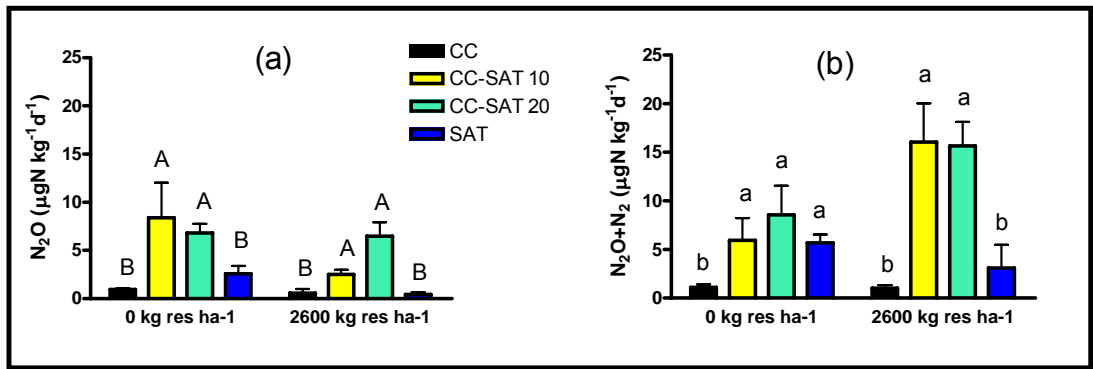 (a)
CC
CC-SAT 10
CC-SAT 20
SAT
N₂O (μgN kg⁻¹d⁻¹)
25
20
15
10
5
0
B
A
A
B
B
A
A
B
0 kg res ha-1
2600 kg res ha-1
(b)
N₂O+N₂ (μgN kg⁻¹d⁻¹)
25
20
15
10
5
0
b
a
a
a
b
a
a
b
0 kg res ha-1
2600 kg res ha-1